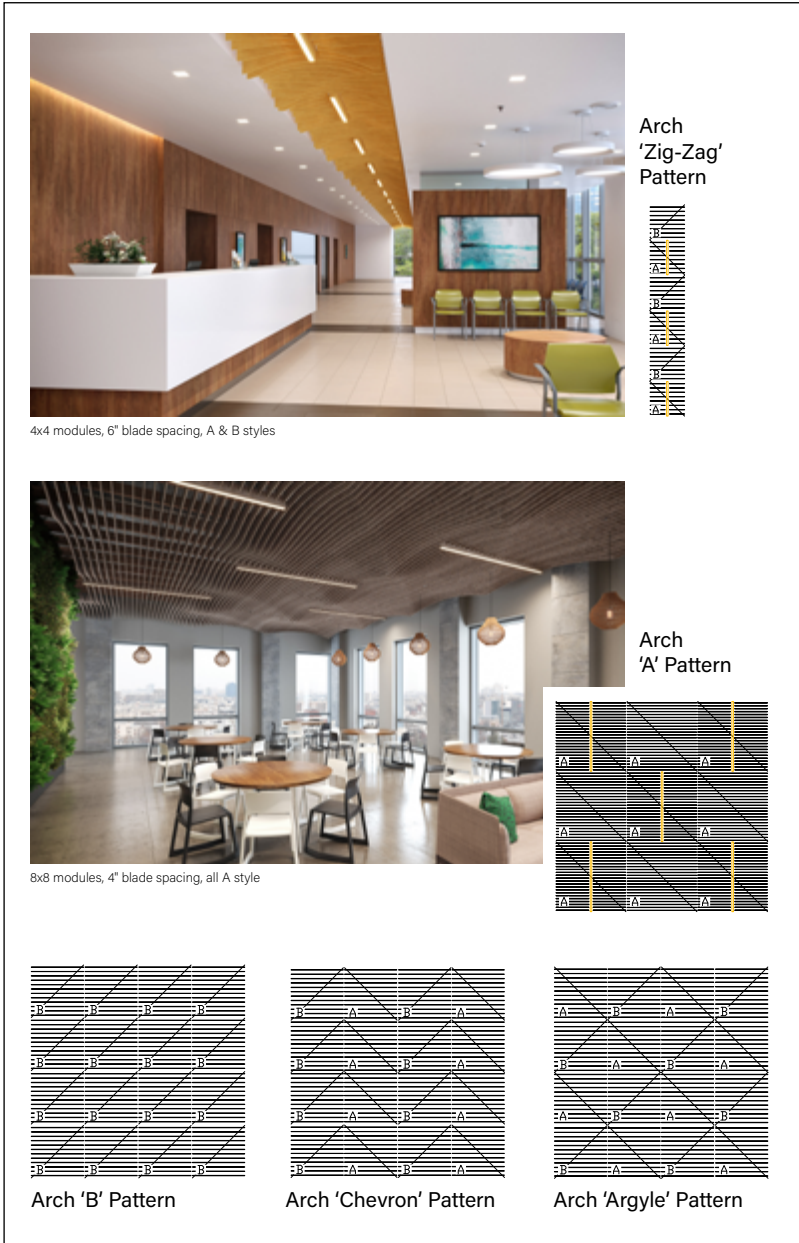 Arch
‘Zig-Zag’
Pattern
B
A
B
A
B
A
4x4 modules, 6" blade spacing, A & B styles
Arch
‘A’ Pattern
A A A
A A A
A A A
8x8 modules, 4" blade spacing, all A style
B B B B
B B B B
B B B B
B B B B
Arch ‘B’ Pattern
B A B A
B A B A
B A B A
B A B A
Arch ‘Chevron’ Pattern
A B A B
B A B A
A B A B
B A B A
Arch ‘Argyle’ Pattern